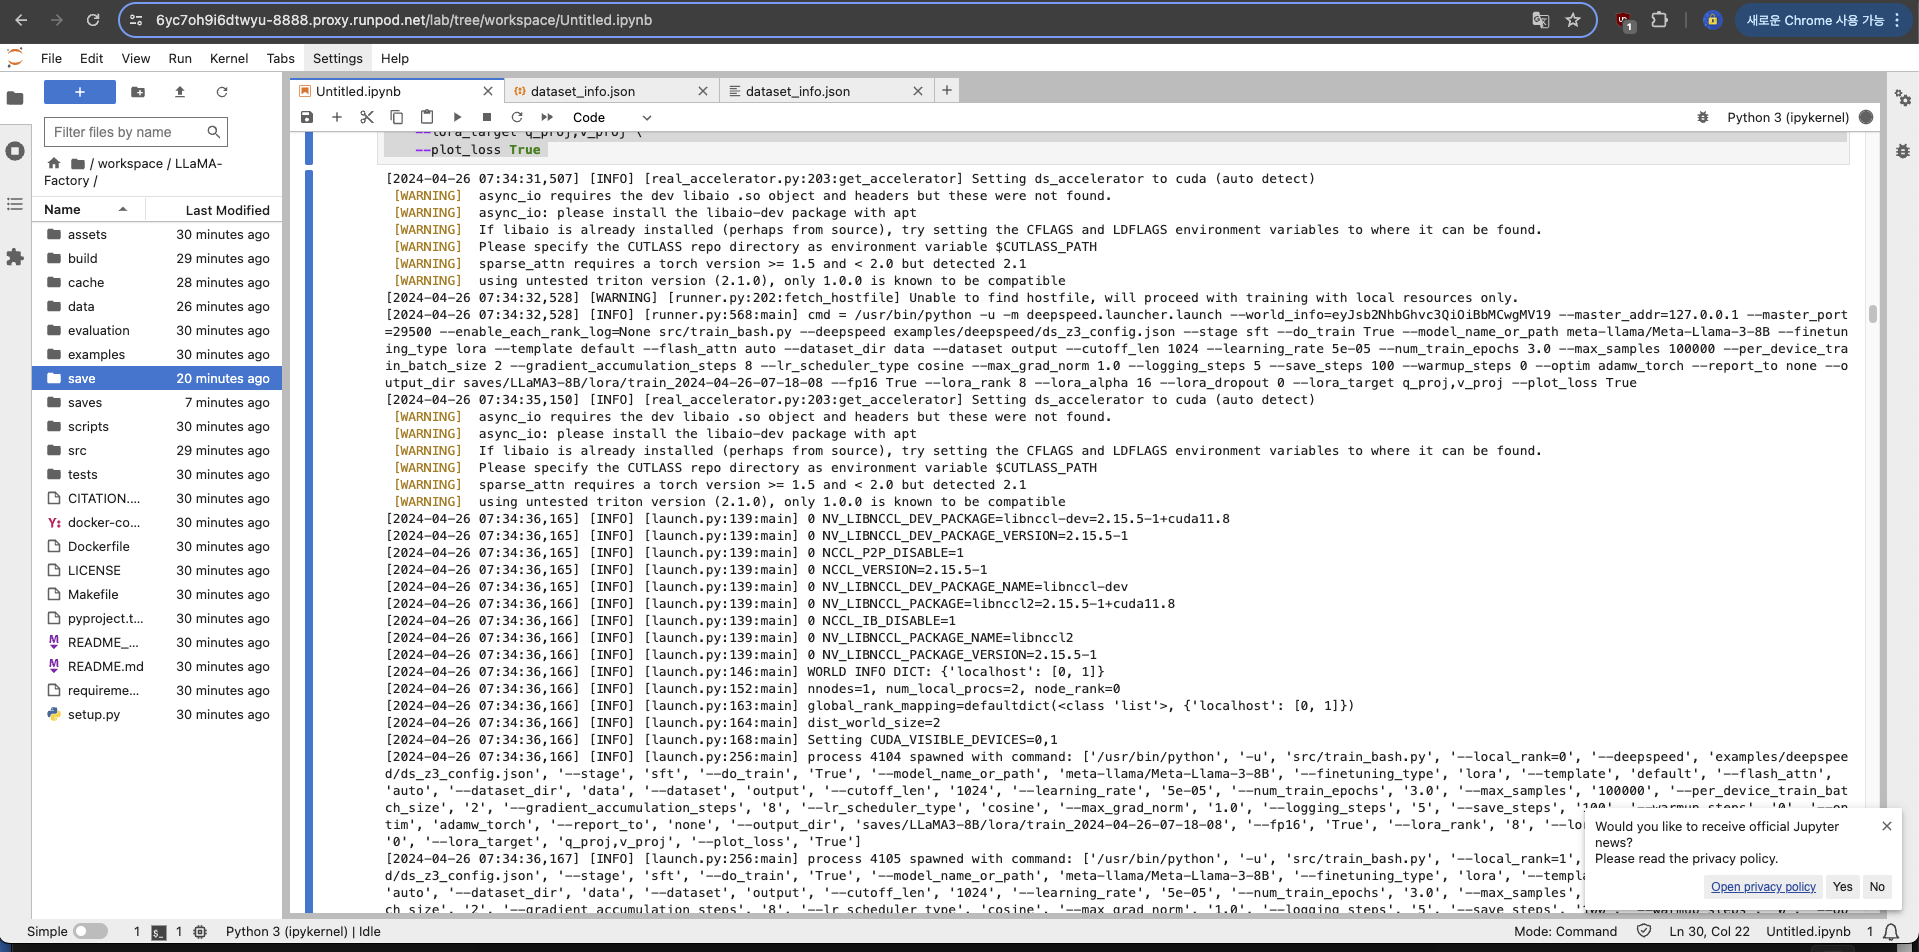 6yc7oh9i6dtwyu-8888.proxy.runpod.net/lab/tree/workspace/Untitled.ipynb
1
새로운 Chrome 사용 가능
File Edit View Run Kernel Tabs Settings Help
Untitled.ipynb
dataset_info.json
dataset_info.json
Code
Python 3 (ipykernel)
Filter files by name
/ workspace / LLaMA-
Factory /
Name Last Modified
assets 30 minutes ago
build 29 minutes ago
cache 28 minutes ago
data 26 minutes ago
evaluation 30 minutes ago
examples 30 minutes ago
save 20 minutes ago
saves 7 minutes ago
scripts 30 minutes ago
src 29 minutes ago
tests 30 minutes ago
CITATION.... 30 minutes ago
docker-co... 30 minutes ago
Dockerfile 30 minutes ago
LICENSE 30 minutes ago
Makefile 30 minutes ago
pyproject.t... 30 minutes ago
README_... 30 minutes ago
README.md 30 minutes ago
requireme... 30 minutes ago
setup.py 30 minutes ago
--lora_target q_proj,v_proj \
--plot_loss True
[2024-04-26 07:34:31,507] [INFO] [real_accelerator.py:203:get_accelerator] Setting ds_accelerator to cuda (auto detect)
[WARNING] async_io requires the dev libaio .so object and headers but these were not found.
[WARNING] async_io: please install the libaio-dev package with apt
[WARNING] If libaio is already installed (perhaps from source), try setting the CFLAGS and LDFLAGS environment variables to where it can be found.
[WARNING] Please specify the CUTLASS repo directory as environment variable $CUTLASS_PATH
[WARNING] sparse_attn requires a torch version >= 1.5 and < 2.0 but detected 2.1
[WARNING] using untested triton version (2.1.0), only 1.0.0 is known to be compatible
[2024-04-26 07:34:32,528] [WARNING] [runner.py:202:fetch_hostfile] Unable to find hostfile, will proceed with training with local resources only.
[2024-04-26 07:34:32,528] [INFO] [runner.py:568:main] cmd = /usr/bin/python -u -m deepspeed.launcher.launch --world_info=eyJsb2NhbGhvc3QiOiBbMCwgMV19 --master_addr=127.0.0.1 --master_port
=29500 --enable_each_rank_log=None src/train_bash.py --deepspeed examples/deepspeed/ds_z3_config.json --stage sft --do_train True --model_name_or_path meta-llama/Meta-Llama-3-8B --finetun
ing_type lora --template default --flash_attn auto --dataset_dir data --dataset output --cutoff_len 1024 --learning_rate 5e-05 --num_train_epochs 3.0 --max_samples 100000 --per_device_tra
in_batch_size 2 --gradient_accumulation_steps 8 --lr_scheduler_type cosine --max_grad_norm 1.0 --logging_steps 5 --save_steps 100 --warmup_steps 0 --optim adamw_torch --report_to none --o
utput_dir saves/LLaMA3-8B/lora/train_2024-04-26-07-18-08 --fp16 True --lora_rank 8 --lora_alpha 16 --lora_dropout 0 --lora_target q_proj,v_proj --plot_loss True
[2024-04-26 07:34:35,150] [INFO] [real_accelerator.py:203:get_accelerator] Setting ds_accelerator to cuda (auto detect)
[WARNING] async_io requires the dev libaio .so object and headers but these were not found.
[WARNING] async_io: please install the libaio-dev package with apt
[WARNING] If libaio is already installed (perhaps from source), try setting the CFLAGS and LDFLAGS environment variables to where it can be found.
[WARNING] Please specify the CUTLASS repo directory as environment variable $CUTLASS_PATH
[WARNING] sparse_attn requires a torch version >= 1.5 and < 2.0 but detected 2.1
[WARNING] using untested triton version (2.1.0), only 1.0.0 is known to be compatible
[2024-04-26 07:34:36,165] [INFO] [launch.py:139:main] 0 NV_LIBNCCL_DEV_PACKAGE=libnccl-dev=2.15.5-1+cuda11.8
[2024-04-26 07:34:36,165] [INFO] [launch.py:139:main] 0 NV_LIBNCCL_DEV_PACKAGE_VERSION=2.15.5-1
[2024-04-26 07:34:36,165] [INFO] [launch.py:139:main] 0 NCCL_P2P_DISABLE=1
[2024-04-26 07:34:36,165] [INFO] [launch.py:139:main] 0 NCCL_VERSION=2.15.5-1
[2024-04-26 07:34:36,165] [INFO] [launch.py:139:main] 0 NV_LIBNCCL_DEV_PACKAGE_NAME=libnccl-dev
[2024-04-26 07:34:36,166] [INFO] [launch.py:139:main] 0 NV_LIBNCCL_PACKAGE=libnccl2=2.15.5-1+cuda11.8
[2024-04-26 07:34:36,166] [INFO] [launch.py:139:main] 0 NCCL_IB_DISABLE=1
[2024-04-26 07:34:36,166] [INFO] [launch.py:139:main] 0 NV_LIBNCCL_PACKAGE_NAME=libnccl2
[2024-04-26 07:34:36,166] [INFO] [launch.py:139:main] 0 NV_LIBNCCL_PACKAGE_VERSION=2.15.5-1
[2024-04-26 07:34:36,166] [INFO] [launch.py:146:main] WORLD INFO DICT: {'localhost': [0, 1]}
[2024-04-26 07:34:36,166] [INFO] [launch.py:152:main] nnodes=1, num_local_procs=2, node_rank=0
[2024-04-26 07:34:36,166] [INFO] [launch.py:163:main] global_rank_mapping=defaultdict(<class 'list'>, {'localhost': [0, 1]})
[2024-04-26 07:34:36,166] [INFO] [launch.py:164:main] dist_world_size=2
[2024-04-26 07:34:36,166] [INFO] [launch.py:168:main] Setting CUDA_VISIBLE_DEVICES=0,1
[2024-04-26 07:34:36,166] [INFO] [launch.py:256:main] process 4104 spawned with command: ['/usr/bin/python', '-u', 'src/train_bash.py', '--local_rank=0', '--deepspeed', 'examples/deepspee
d/ds_z3_config.json', '--stage', 'sft', '--do_train', 'True', '--model_name_or_path', 'meta-llama/Meta-Llama-3-8B', '--finetuning_type', 'lora', '--template', 'default', '--flash_attn',
'auto', '--dataset_dir', 'data', '--dataset', 'output', '--cutoff_len', '1024', '--learning_rate', '5e-05', '--num_train_epochs', '3.0', '--max_samples', '100000', '--per_device_train_bat
ch_size', '2', '--gradient_accumulation_steps', '8', '--lr_scheduler_type', 'cosine', '--max_grad_norm', '1.0', '--logging_steps', '5', '--save_steps', '100', '--warmup_steps', '0', '--op
tim', 'adamw_torch', '--report_to', 'none', '--output_dir', 'saves/LLaMA3-8B/lora/train_2024-04-26-07-18-08', '--fp16', 'True', '--lora_rank', '8', '--lo
'0', '--lora_target', 'q_proj,v_proj', '--plot_loss', 'True']
[2024-04-26 07:34:36,167] [INFO] [launch.py:256:main] process 4105 spawned with command: ['/usr/bin/python', '-u', 'src/train_bash.py', '--local_rank=1',
d/ds_z3_config.json', '--stage', 'sft', '--do_train', 'True', '--model_name_or_path', 'meta-llama/Meta-Llama-3-8B', '--finetuning_type', 'lora', '--temp
'auto', '--dataset_dir', 'data', '--dataset', 'output', '--cutoff_len', '1024', '--learning_rate', '5e-05', '--num_train_epochs', '3.0', '--max_samples',
ch_size', '2', '--gradient_accumulation_steps', '8', '--lr_scheduler_type', 'cosine', '--max_grad_norm', '1.0', '--logging_steps', '5', '--save_steps',
Would you like to receive official Jupyter
news?
Please read the privacy policy.
Open privacy policy Yes No
Simple 1 1 Python 3 (ipykernel) | Idle Mode: Command Ln 30, Col 22 Untitled.ipynb 1